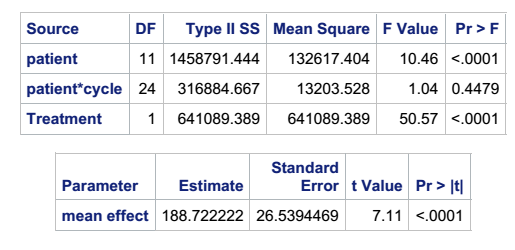 Source DF Type II SS Mean Square F Value Pr > F
patient 11 1458791.444 132617.404 10.46 <.0001
patient*cycle 24 316884.667 13203.528 1.04 0.4479
Treatment 1 641089.389 641089.389 50.57 <.0001
Standard
Parameter Estimate Error t Value Pr > |t|
mean effect 188.722222 26.5394469 7.11 <.0001